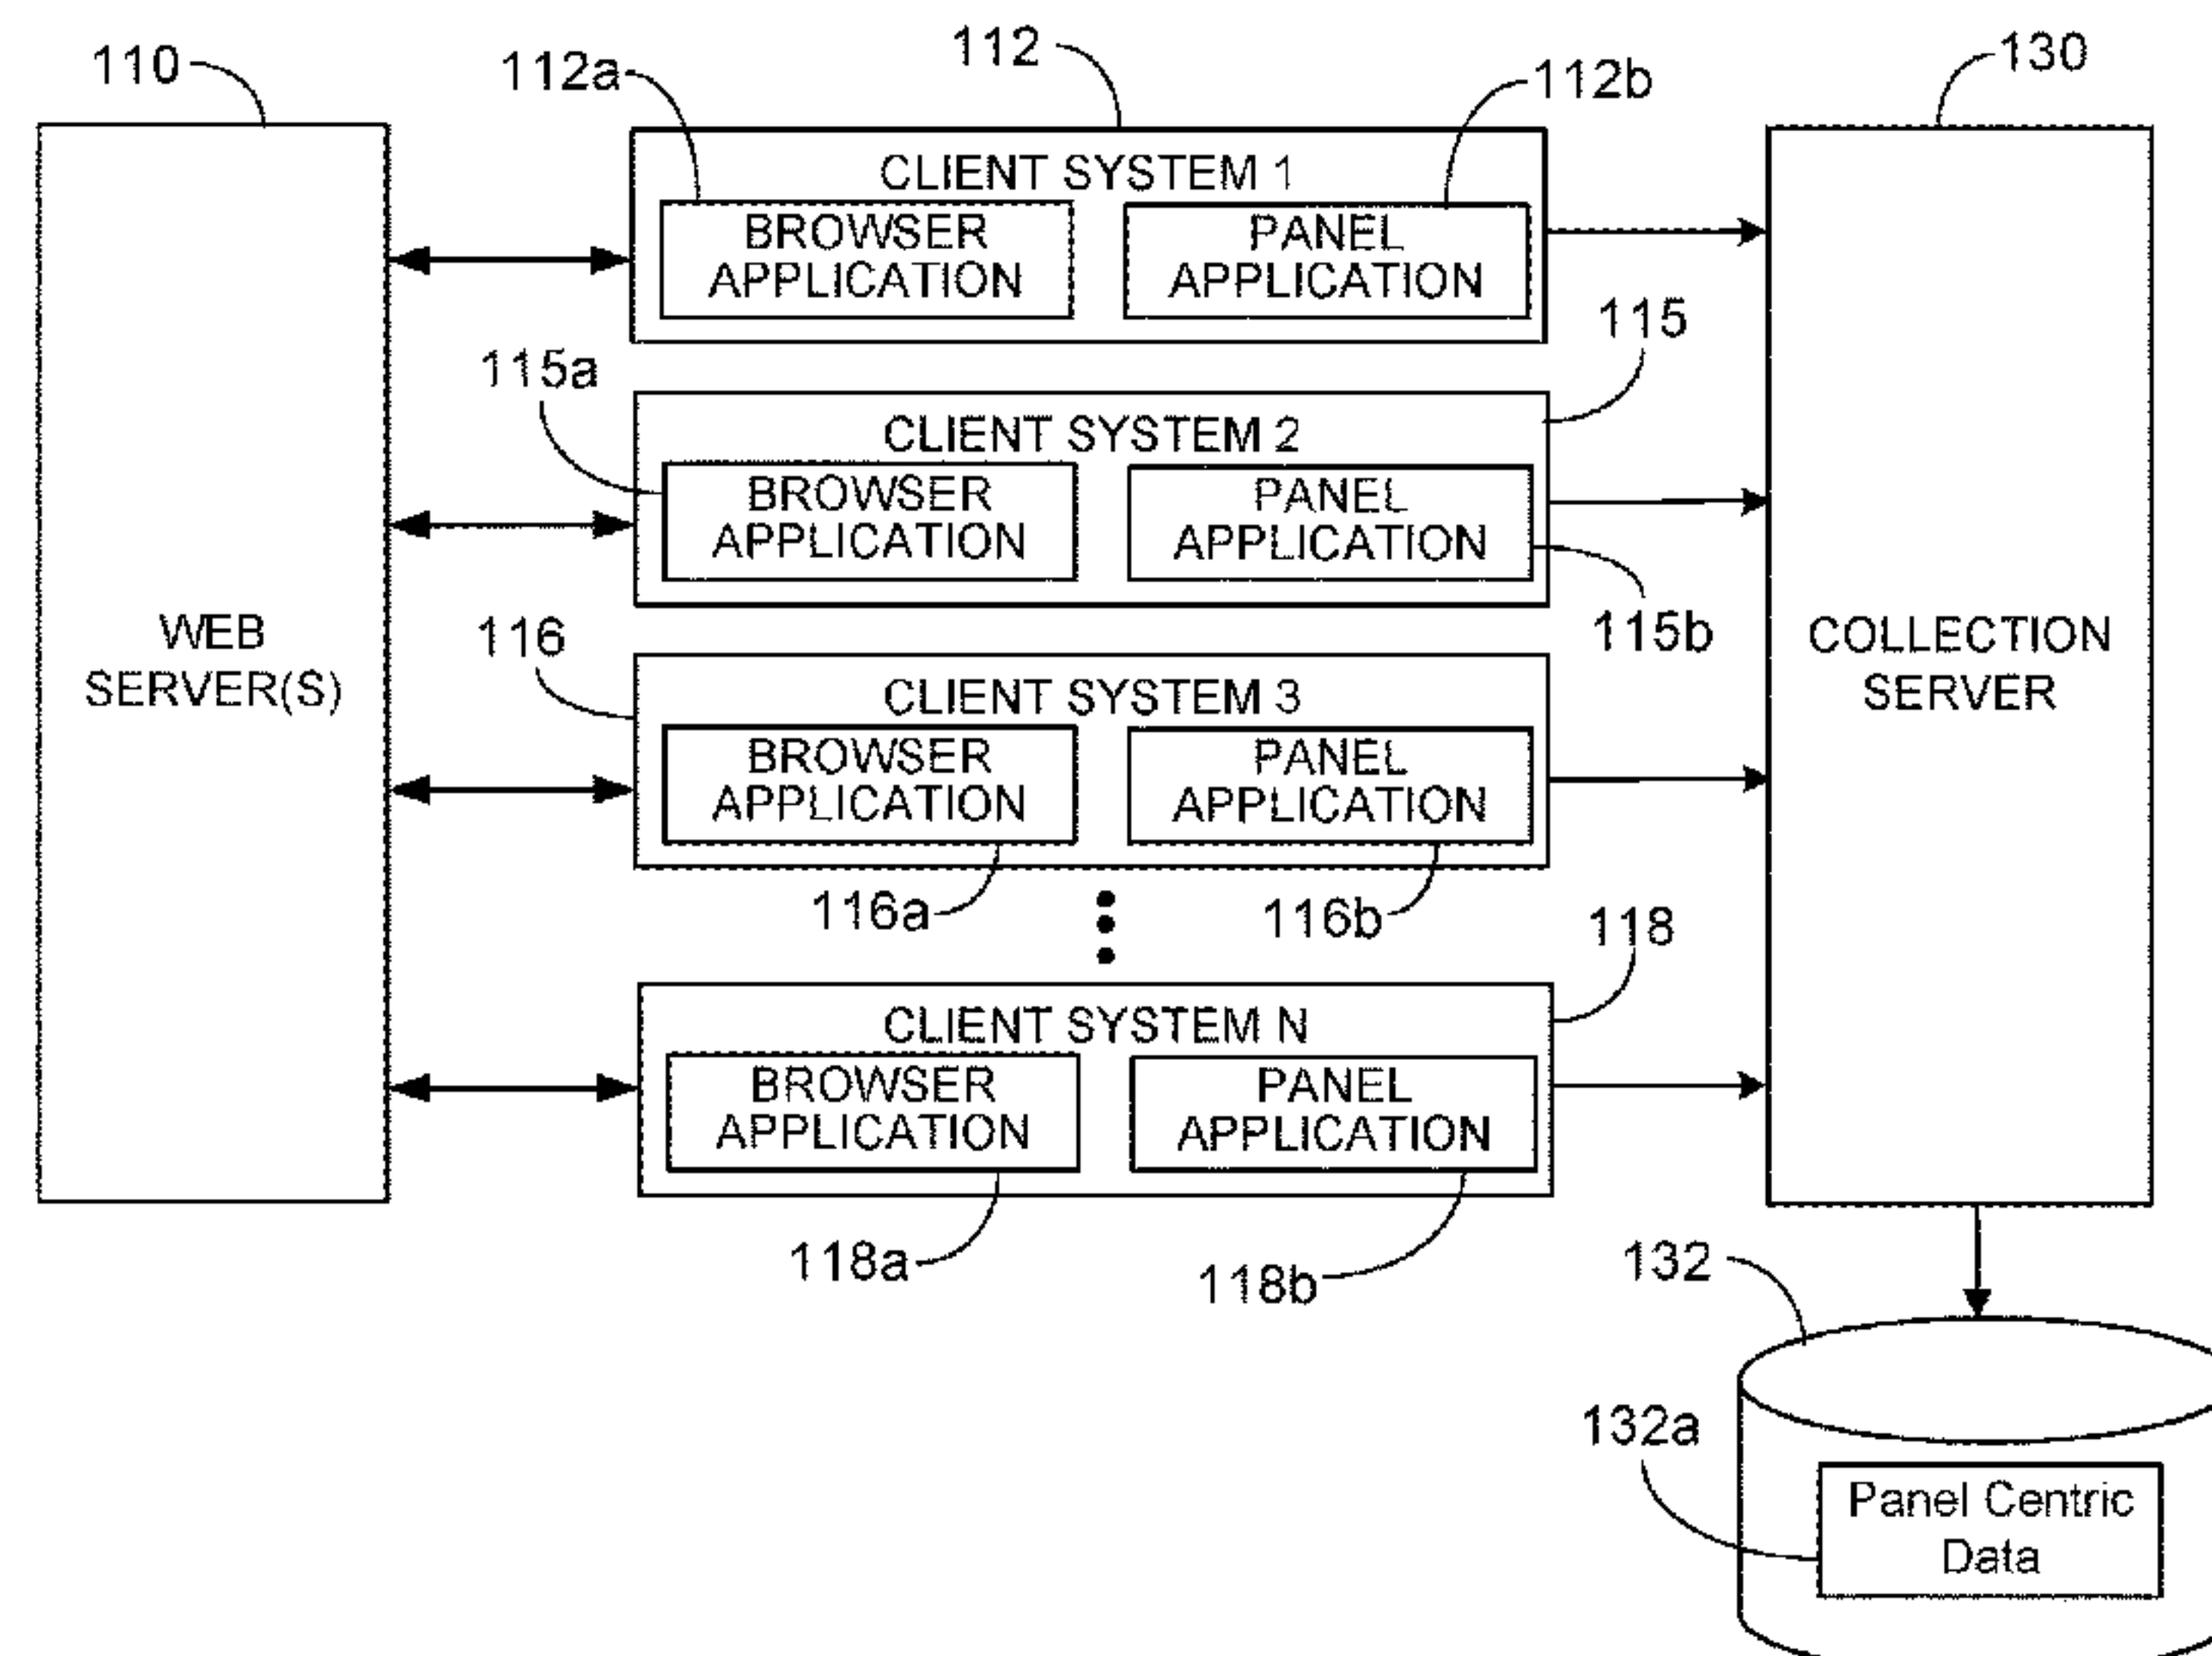 110
112a
112
112b
130
CLIENT SYSTEM 1
BROWSER
APPLICATION
PANEL
APPLICATION
115
115a
CLIENT SYSTEM 2
BROWSER
APPLICATION
PANEL
APPLICATION
115b
WEB
SERVER(S)
COLLECTION
SERVER
116
CLIENT SYSTEM 3
BROWSER
APPLICATION
PANEL
APPLICATION
116a
116b
118
CLIENT SYSTEM N
BROWSER
APPLICATION
PANEL
APPLICATION
118a
118b
132
132a
Panel Centric
Data